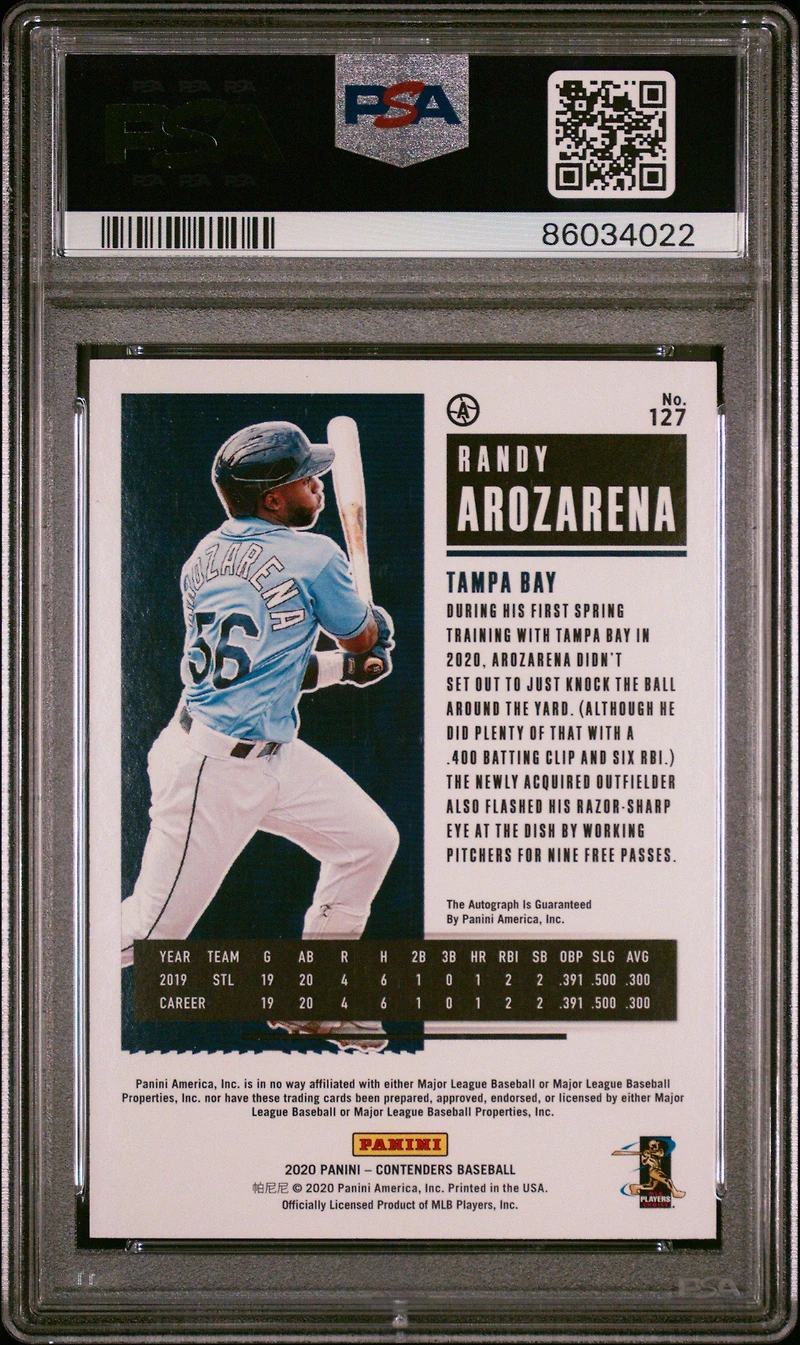 PSA PSA PSA
PSA
PSA PSA PSA
PSA
86034022
No.
127
RANDY
AROZARENA
AROZARENA
56
TAMPA BAY
DURING HIS FIRST SPRING
TRAINING WITH TAMPA BAY IN
2020, AROZARENA DIDN'T
SET OUT TO JUST KNOCK THE BALL
AROUND THE YARD. (ALTHOUGH HE
DID PLENTY OF THAT WITH A
.400 BATTING CLIP AND SIX RBI.)
THE NEWLY ACQUIRED OUTFIELDER
ALSO FLASHED HIS RAZOR-SHARP
EYE AT THE DISH BY WORKING
PITCHERS FOR NINE FREE PASSES.
The Autograph Is Guaranteed
By Panini America, Inc.
YEAR TEAM G AB R H 2B 3B HR RBI SB OBP SLG AVG
2019 STL 19 20 4 6 1 0 1 2 2 .391 .500 .300
CAREER 19 20 4 6 1 0 1 2 2 .391 .500 .300
Panini America, Inc. is in no way affiliated with either Major League Baseball or Major League Baseball
Properties, Inc. nor have these trading cards been prepared, approved, endorsed, or licensed by either Major
League Baseball or Major League Baseball Properties, Inc.
PANINI
2020 PANINI – CONTENDERS BASEBALL
帕尼尼 © 2020 Panini America, Inc. Printed in the USA.
Officially Licensed Product of MLB Players, Inc.
PLAYERS
PSA